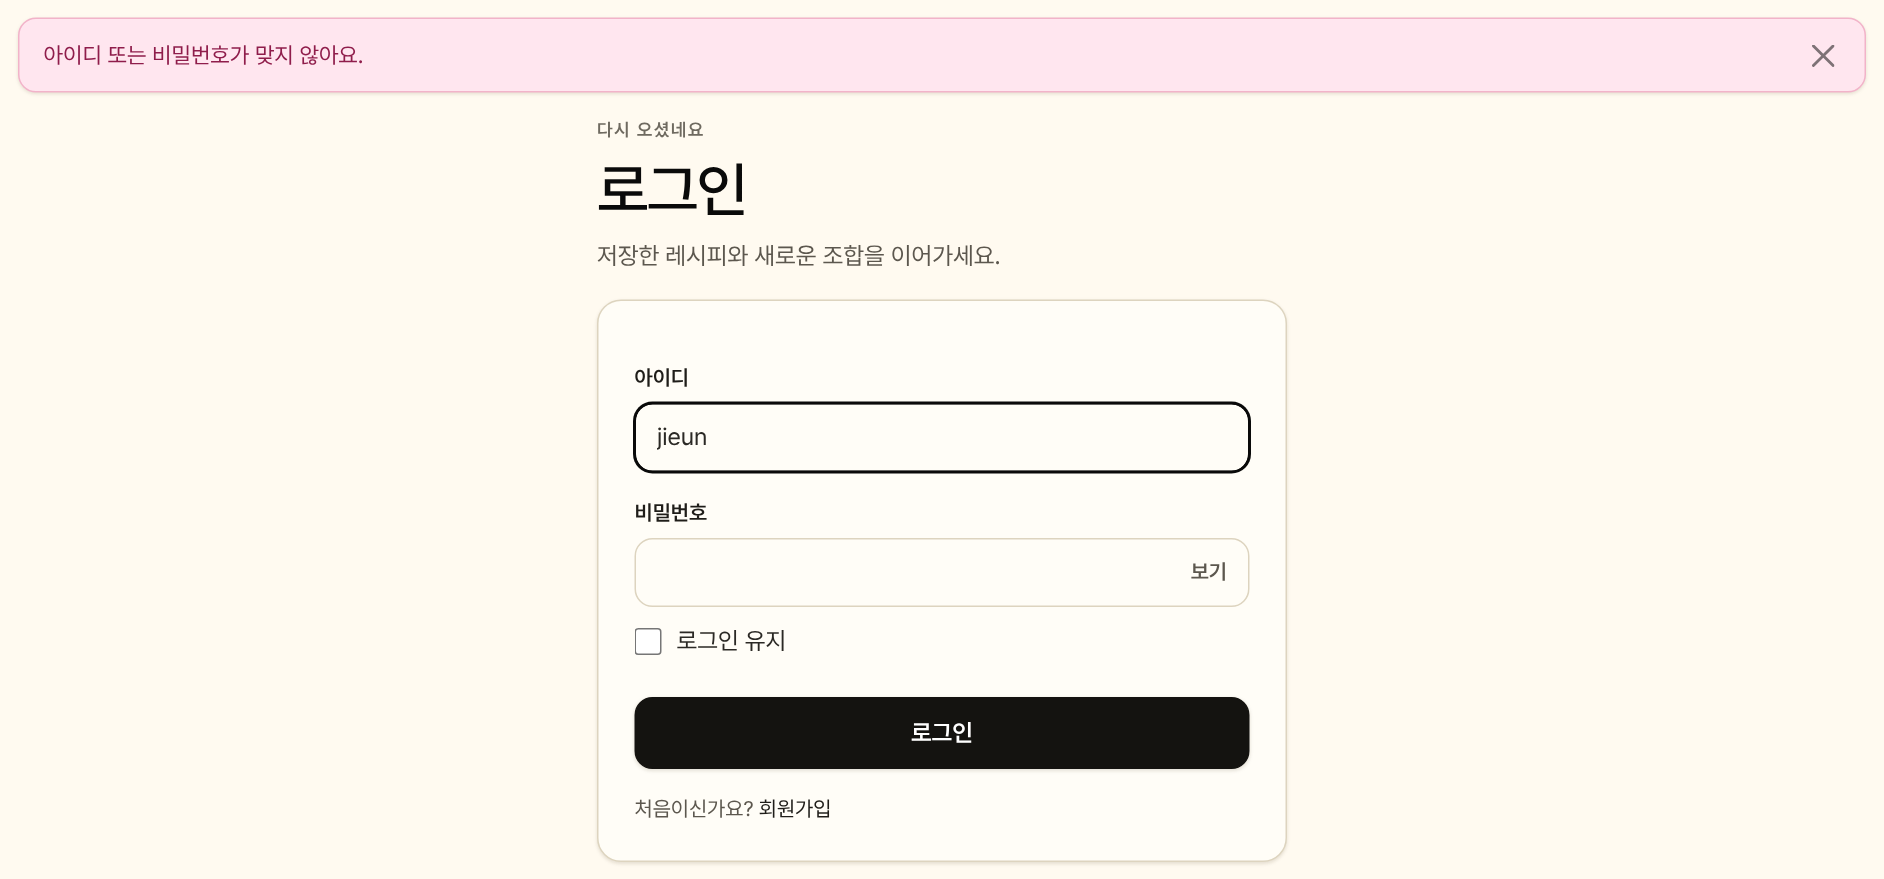 아이디 또는 비밀번호가 맞지 않아요.
다시 오셨네요
로그인
저장한 레시피와 새로운 조합을 이어가세요.
아이디
jieun
비밀번호
보기
로그인 유지
로그인
처음이신가요? 회원가입